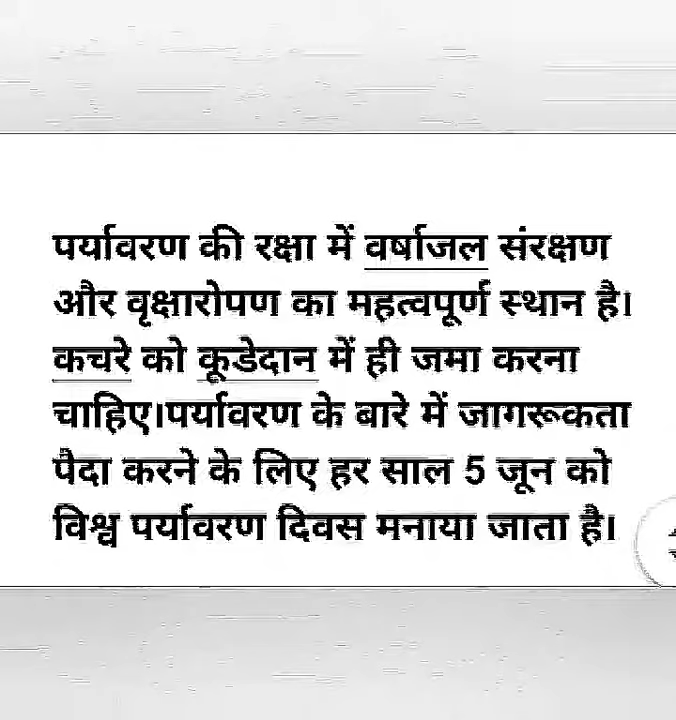 पर्यावरण की रक्षा में वर्षाजल संरक्षण
और वृक्षारोपण का महत्वपूर्ण स्थान है।
कचरे को कूडेदान में ही जमा करना
चाहिए।पर्यावरण के बारे में जागरूकता
पैदा करने के लिए हर साल 5 जून को
विश्व पर्यावरण दिवस मनाया जाता है।